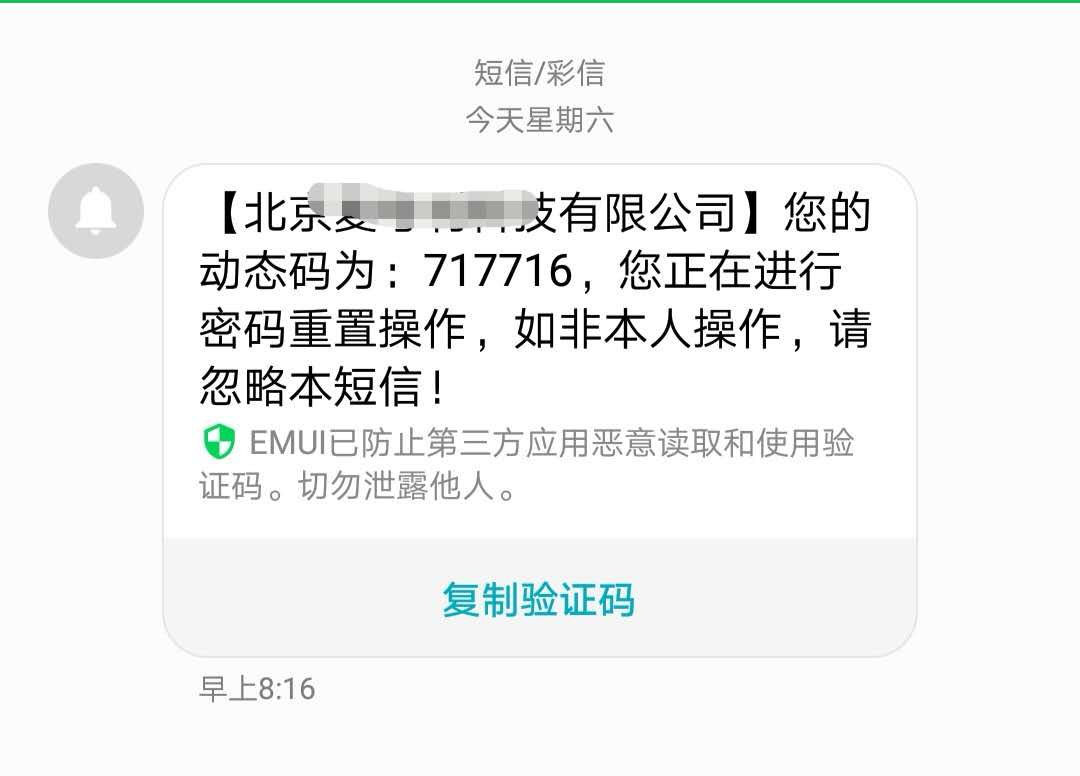 短信/彩信
今天星期六
【北京技有限公司】您的
动态码为：717716，您正在进行
密码重置操作，如非本人操作，请
忽略本短信！
EMUI已防止第三方应用恶意读取和使用验
证码。切勿泄露他人。
复制验证码
早上8:16